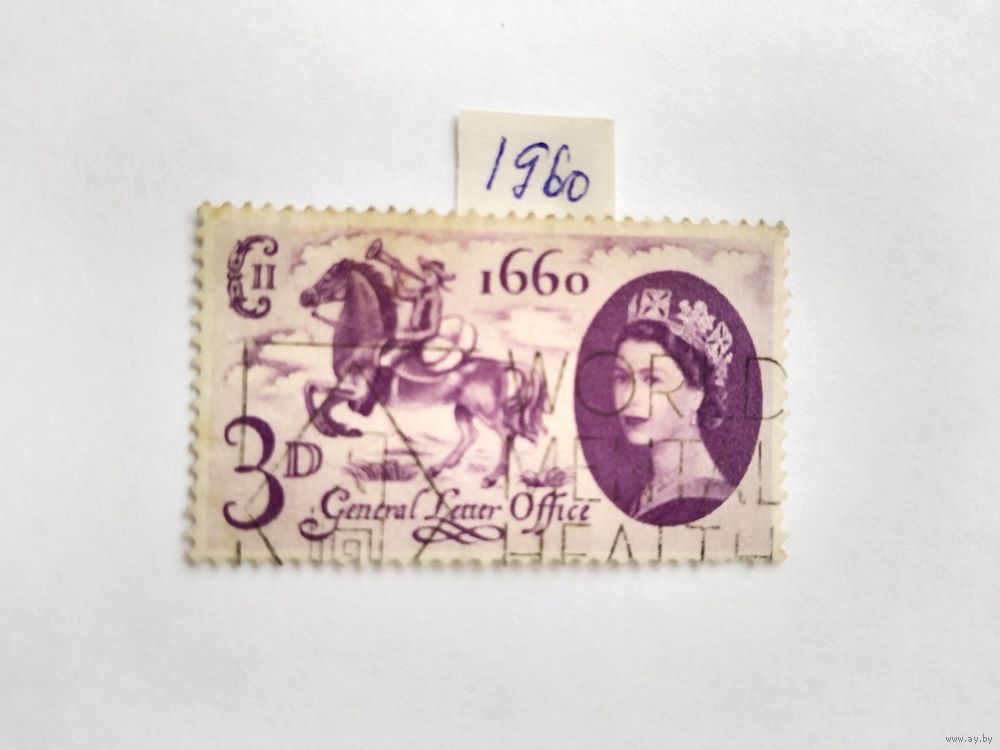 1960
C II
1660
3D
General Letter Office
WORLD
MENTAL
HEALTH
www.ay.by